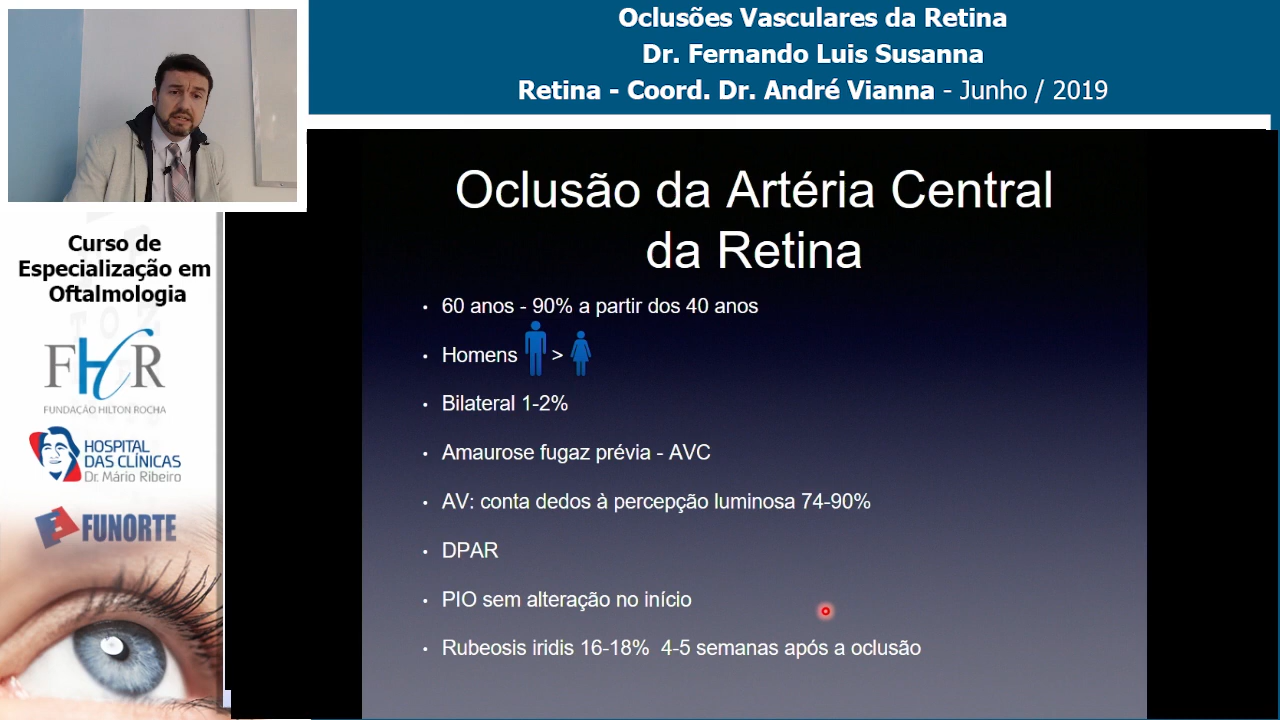 Oclusões Vasculares da Retina
Dr. Fernando Luis Susanna
Retina - Coord. Dr. André Vianna - Junho / 2019
Curso de
Especialização em
Oftalmologia
FHR
FUNDAÇÃO HILTON ROCHA
HOSPITAL
DAS CLÍNICAS
Dr. Mário Ribeiro
FUNORTE
Oclusão da Artéria Central
da Retina
• 60 anos - 90% a partir dos 40 anos
• Homens >
• Bilateral 1-2%
• Amaurose fugaz prévia - AVC
• AV: conta dedos à percepção luminosa 74-90%
• DPAR
• PIO sem alteração no início
• Rubeosis iridis 16-18% 4-5 semanas após a oclusão